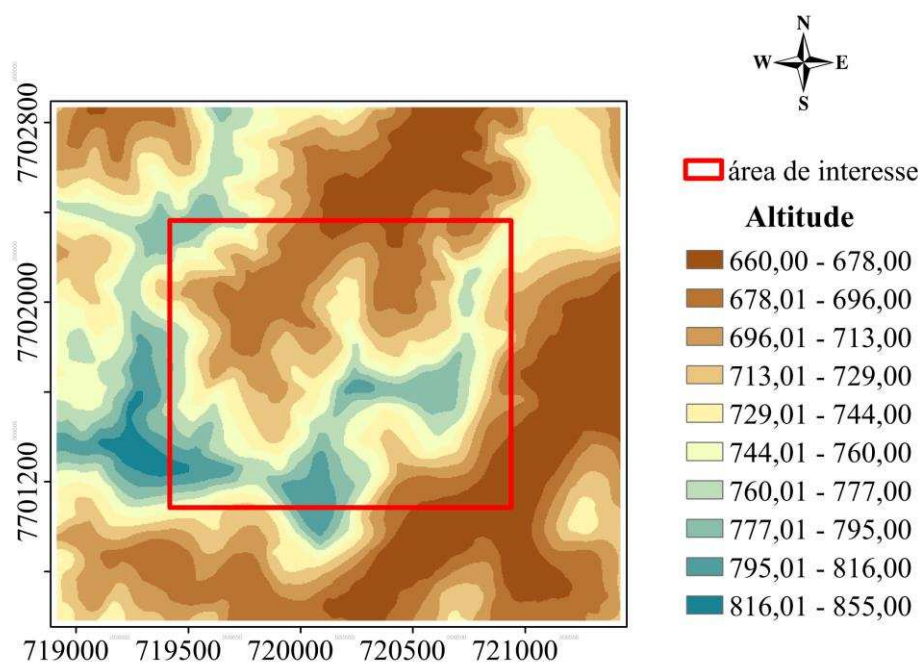 N
W E
S
7702800
7702000
7701200
719000 719500 720000 720500 721000
área de interesse
Altitude
660,00 - 678,00
678,01 - 696,00
696,01 - 713,00
713,01 - 729,00
729,01 - 744,00
744,01 - 760,00
760,01 - 777,00
777,01 - 795,00
795,01 - 816,00
816,01 - 855,00